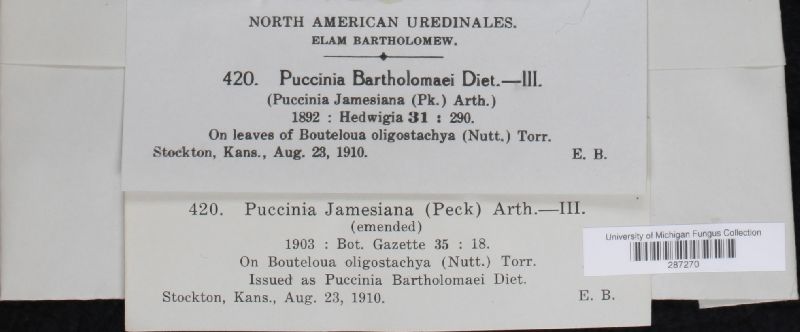 NORTH AMERICAN UREDINALES.
ELAM BARTHOLOMEW.
420. Puccinia Bartholomaei Diet.—III.
(Puccinia Jamesiana (Pk.) Arth.)
1892 : Hedwigia 31 : 290.
On leaves of Bouteloua oligostachya (Nutt.) Torr.
Stockton, Kans., Aug. 23, 1910. E. B.
420. Puccinia Jamesiana (Peck) Arth.—III.
(emended)
1903 : Bot. Gazette 35 : 18.
On Bouteloua oligostachya (Nutt.) Torr.
Issued as Puccinia Bartholomaei Diet.
Stockton, Kans., Aug. 23, 1910. E. B.
University of Michigan Fungus Collection
287270